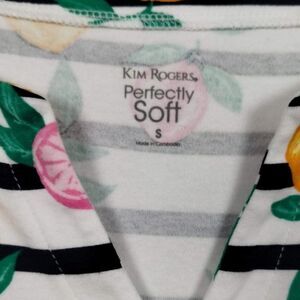 KIM ROGERS®
Perfectly
Soft
S
Made in Cambodia